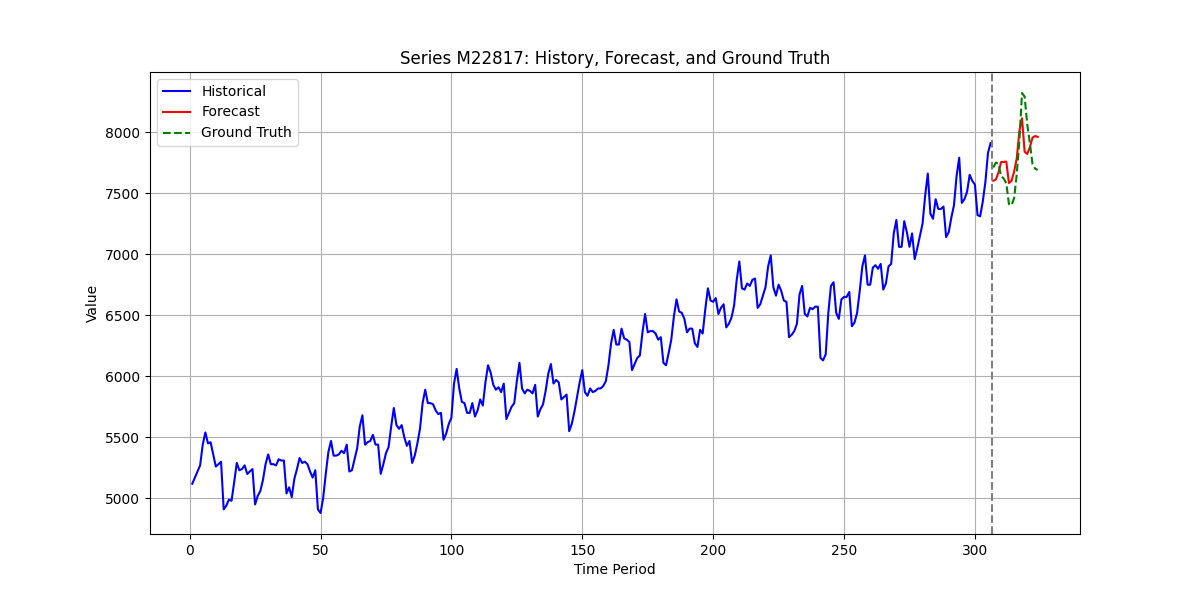 Series M22817: History, Forecast, and Ground Truth
Historical
Forecast
Ground Truth
8000
7500
7000
6500
6000
5500
5000
Value
0 50 100 150 200 250 300
Time Period